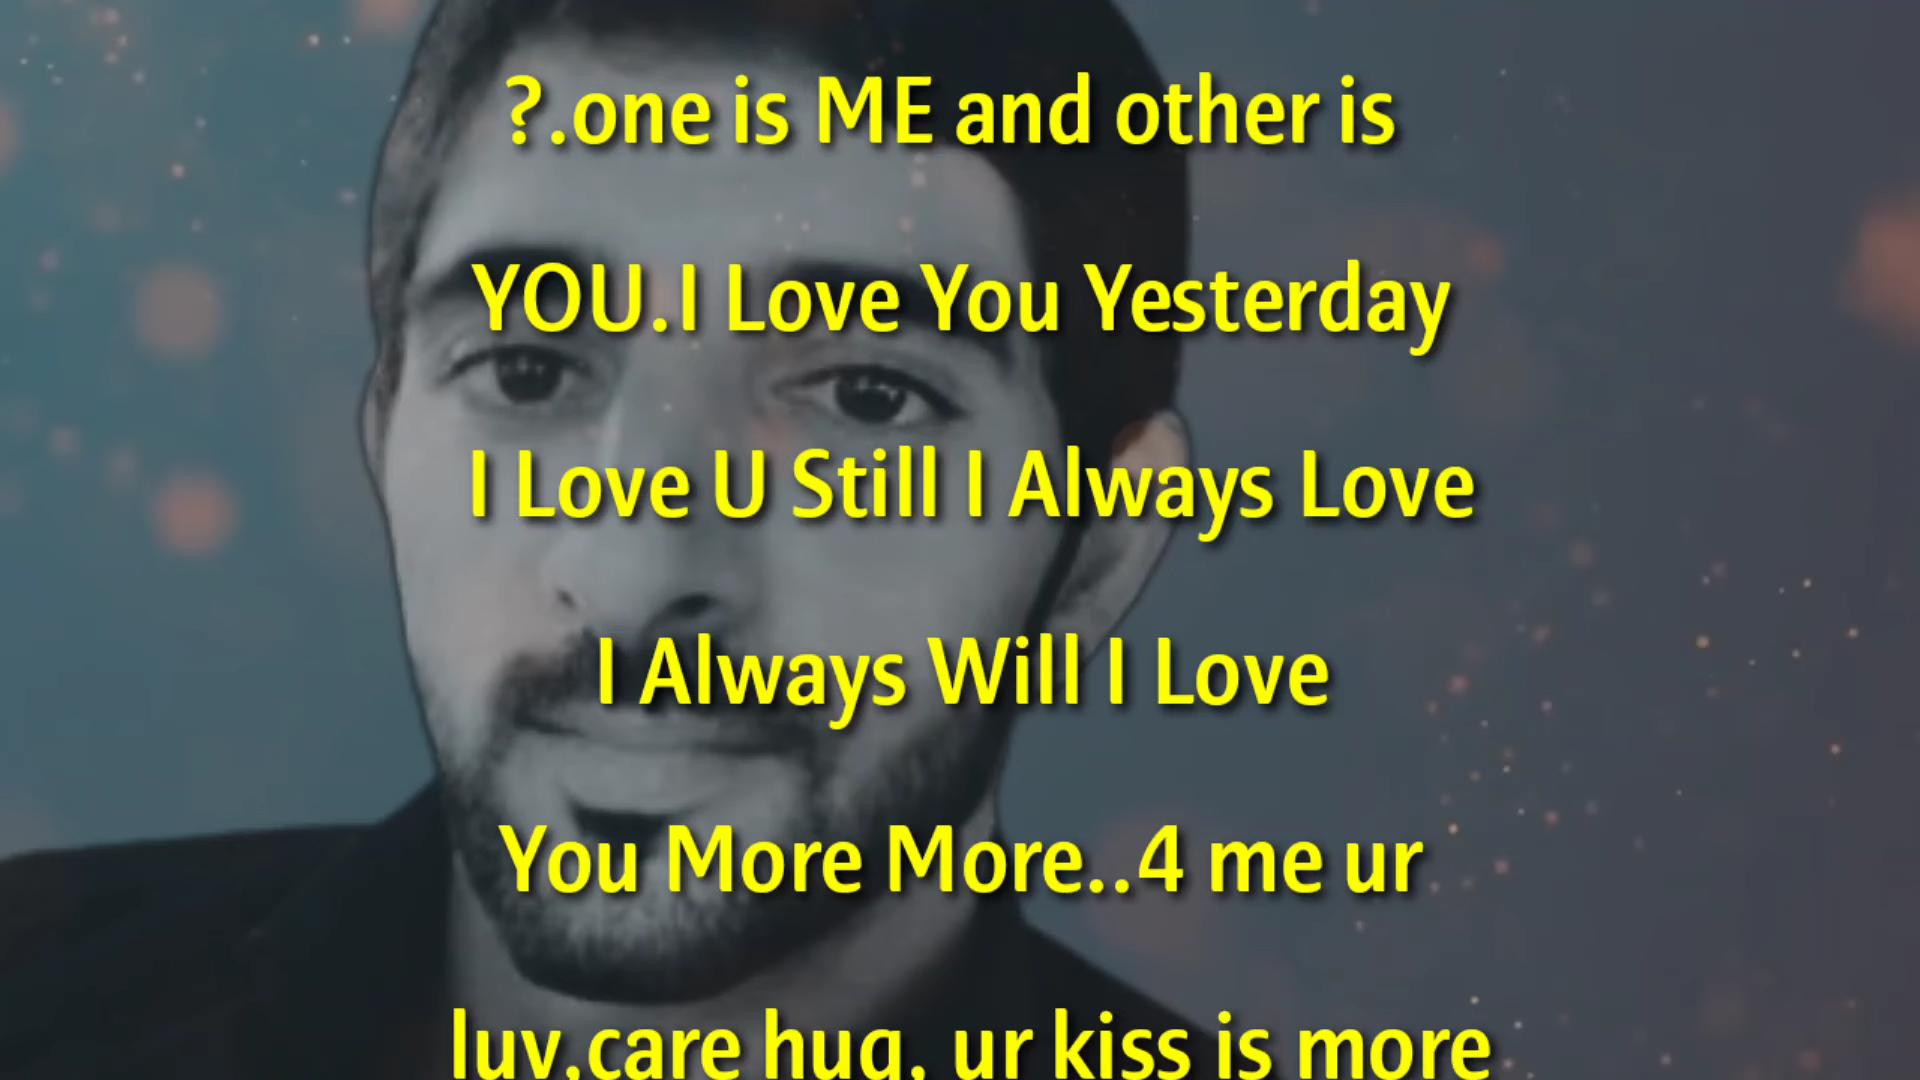 ?.one is ME and other is
YOU.I Love You Yesterday
I Love U Still I Always Love
I Always Will I Love
You More More..4 me ur
luv,care hug, ur kiss is more